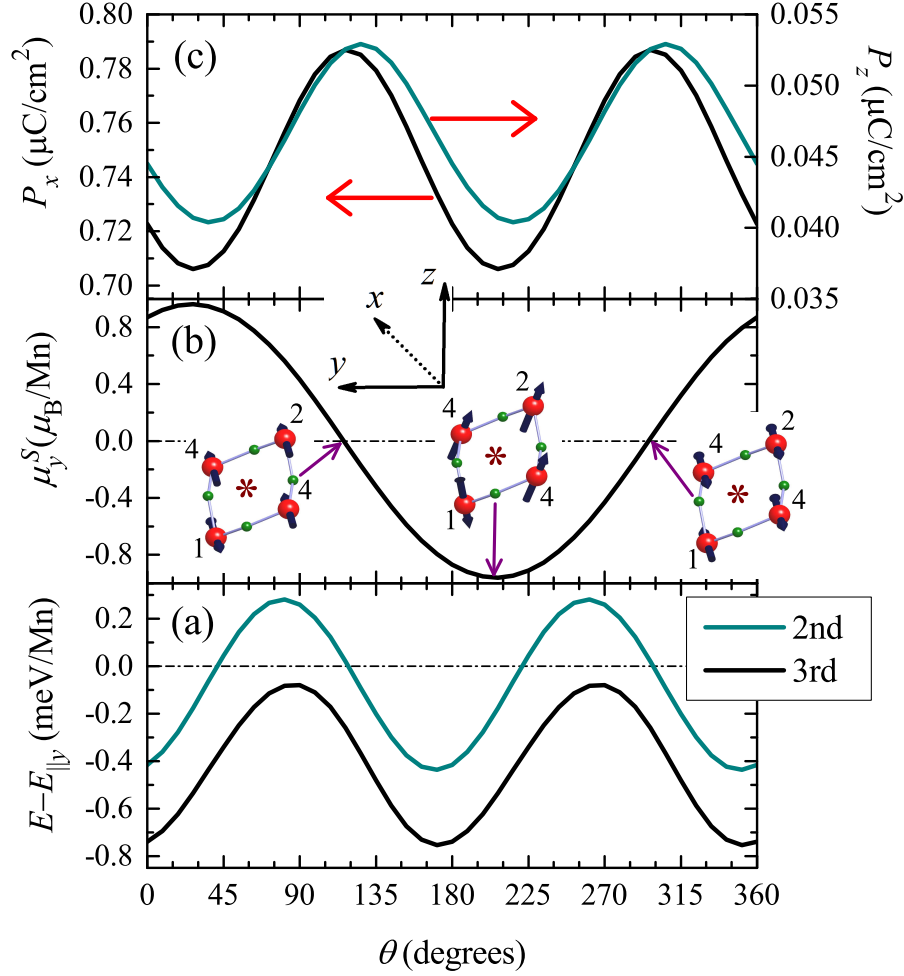 (c)
P_x (μC/cm²)
0.80
0.78
0.76
0.74
0.72
0.70
P_z (μC/cm²)
0.055
0.050
0.045
0.040
0.035
(b)
μ_y^S(μ_B/Mn)
0.8
0.4
0.0
-0.4
-0.8
z
x
y
4 2
1 4
4 2
1 4
4 2
1 4
*
*
*
(a)
E−E_||y (meV/Mn)
0.2
0.0
-0.2
-0.4
-0.6
-0.8
2nd
3rd
0 45 90 135 180 225 270 315 360
θ (degrees)